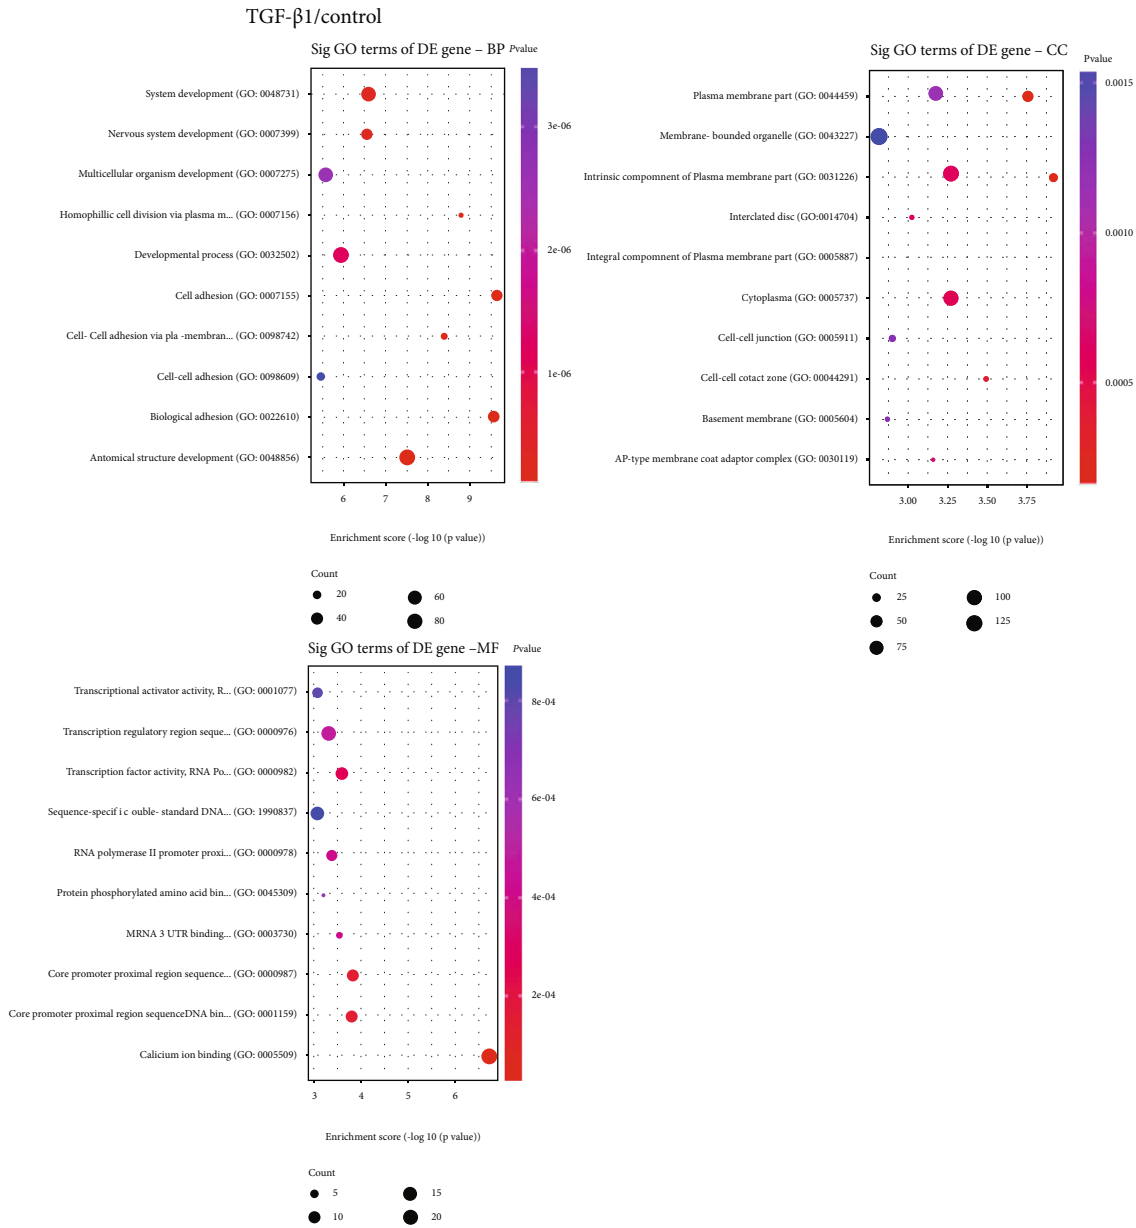 TGF-β1/control
Sig GO terms of DE gene – BP
Pvalue
System development (GO: 0048731)
Nervous system development (GO: 0007399)
Multicellular organism development (GO: 0007275)
Homophillic cell division via plasma m... (GO: 0007156)
Developmental process (GO: 0032502)
Cell adhesion (GO: 0007155)
Cell- Cell adhesion via pla -membran... (GO: 0098742)
Cell-cell adhesion (GO: 0098609)
Biological adhesion (GO: 0022610)
Antomical structure development (GO: 0048856)
3e-06
2e-06
1e-06
6 7 8 9
Enrichment score (-log 10 (p value))
Count
20 60
40 80
Sig GO terms of DE gene – CC
Pvalue
Plasma membrane part (GO: 0044459)
Membrane- bounded organelle (GO: 0043227)
Intrinsic compomnent of Plasma membrane part (GO: 0031226)
Interclated disc (GO:0014704)
Integral compomnent of Plasma membrane part (GO: 0005887)
Cytoplasma (GO: 0005737)
Cell-cell junction (GO: 0005911)
Cell-cell cotact zone (GO: 00044291)
Basement membrane (GO: 0005604)
AP-type membrane coat adaptor complex (GO: 0030119)
0.0015
0.0010
0.0005
3.00 3.25 3.50 3.75
Enrichment score (-log 10 (p value))
Count
25 100
50 125
75
Sig GO terms of DE gene –MF
Pvalue
Transcriptional activator activity, R... (GO: 0001077)
Transcription regulatory region seque... (GO: 0000976)
Transcription factor activity, RNA Po... (GO: 0000982)
Sequence-specif i c ouble- standard DNA... (GO: 1990837)
RNA polymerase II promoter proxi... (GO: 0000978)
Protein phosphorylated amino acid bin... (GO: 0045309)
MRNA 3 UTR binding... (GO: 0003730)
Core promoter proximal region sequence... (GO: 0000987)
Core promoter proximal region sequenceDNA bin... (GO: 0001159)
Calicium ion binding (GO: 0005509)
8e-04
6e-04
4e-04
2e-04
3 4 5 6
Enrichment score (-log 10 (p value))
Count
5 15
10 20